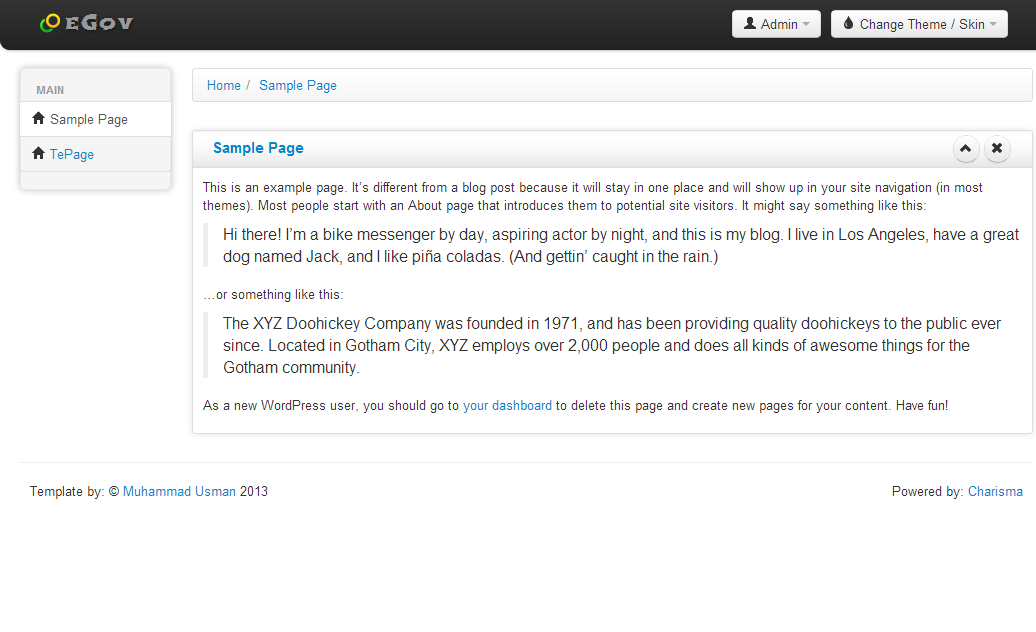 eGov
Admin
Change Theme / Skin
MAIN
Sample Page
TePage
Home / Sample Page
Sample Page
This is an example page. It’s different from a blog post because it will stay in one place and will show up in your site navigation (in most
themes). Most people start with an About page that introduces them to potential site visitors. It might say something like this:
Hi there! I’m a bike messenger by day, aspiring actor by night, and this is my blog. I live in Los Angeles, have a great
dog named Jack, and I like piña coladas. (And gettin’ caught in the rain.)
…or something like this:
The XYZ Doohickey Company was founded in 1971, and has been providing quality doohickeys to the public ever
since. Located in Gotham City, XYZ employs over 2,000 people and does all kinds of awesome things for the
Gotham community.
As a new WordPress user, you should go to your dashboard to delete this page and create new pages for your content. Have fun!
Template by: © Muhammad Usman 2013
Powered by: Charisma